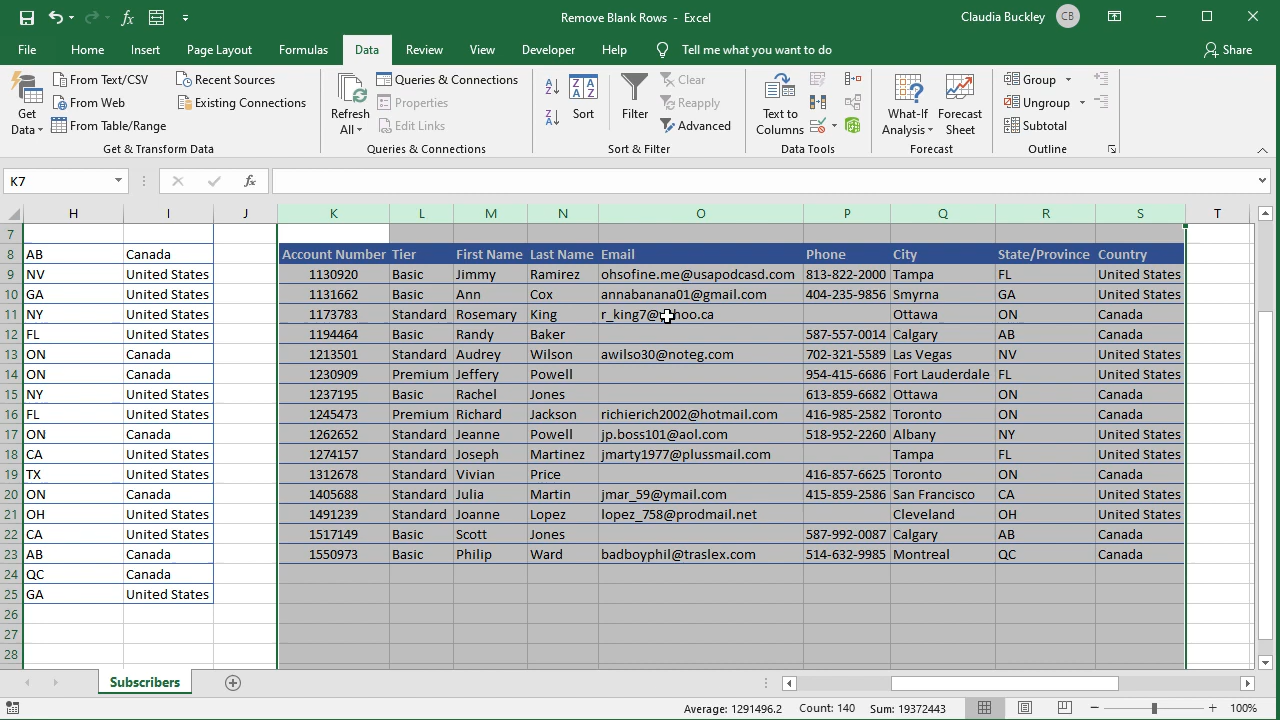 Remove Blank Rows - Excel
Claudia Buckley CB
File Home Insert Page Layout Formulas Data Review View Developer Help Tell me what you want to do Share
Get Data
From Text/CSV
From Web
From Table/Range
Recent Sources
Existing Connections
Get & Transform Data
Refresh All
Queries & Connections
Properties
Edit Links
Queries & Connections
Sort
Filter
Clear
Reapply
Advanced
Sort & Filter
Text to Columns
Data Tools
What-If Analysis
Forecast Sheet
Forecast
Group
Ungroup
Subtotal
Outline
K7 fx
H I J K L M N O P Q R S T
7
8 AB Canada Account Number Tier First Name Last Name Email Phone City State/Province Country
9 NV United States 1130920 Basic Jimmy Ramirez ohsofine.me@usapodcasd.com 813-822-2000 Tampa FL United States
10 GA United States 1131662 Basic Ann Cox annabanana01@gmail.com 404-235-9856 Smyrna GA United States
11 NY United States 1173783 Standard Rosemary King r_king7@ hoo.ca Ottawa ON Canada
12 FL United States 1194464 Basic Randy Baker 587-557-0014 Calgary AB Canada
13 ON Canada 1213501 Standard Audrey Wilson awilso30@noteg.com 702-321-5589 Las Vegas NV United States
14 ON Canada 1230909 Premium Jeffery Powell 954-415-6686 Fort Lauderdale FL United States
15 NY United States 1237195 Basic Rachel Jones 613-859-6682 Ottawa ON Canada
16 FL United States 1245473 Premium Richard Jackson richierich2002@hotmail.com 416-985-2582 Toronto ON Canada
17 ON Canada 1262652 Standard Jeanne Powell jp.boss101@aol.com 518-952-2260 Albany NY United States
18 CA United States 1274157 Standard Joseph Martinez jmarty1977@plussmail.com Tampa FL United States
19 TX United States 1312678 Standard Vivian Price 416-857-6625 Toronto ON Canada
20 ON Canada 1405688 Standard Julia Martin jmar_59@ymail.com 415-859-2586 San Francisco CA United States
21 OH United States 1491239 Standard Joanne Lopez lopez_758@prodmail.net Cleveland OH United States
22 CA United States 1517149 Basic Scott Jones 587-992-0087 Calgary AB Canada
23 AB Canada 1550973 Basic Philip Ward badboyphil@traslex.com 514-632-9985 Montreal QC Canada
24 QC Canada
25 GA United States
26
27
28
Subscribers
Average: 1291496.2 Count: 140 Sum: 19372443 100%